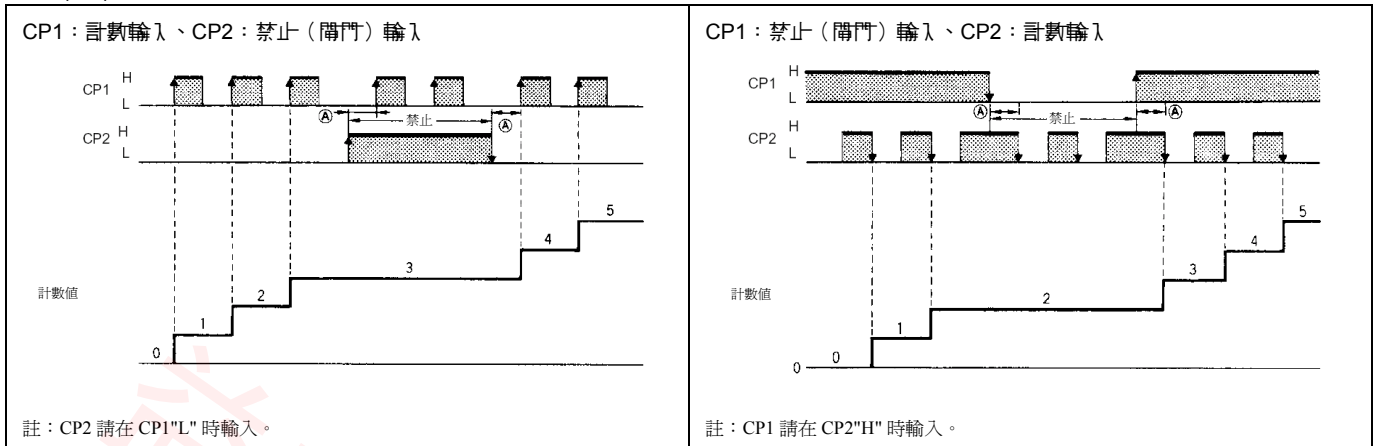 CP1：計數輸入、CP2：禁止（閘門）輸入
CP1
H
L
Ⓐ
禁止
Ⓐ
CP2
H
L
5
4
3
2
1
0
計數值
註：CP2 請在 CP1"L" 時輸入。
CP1：禁止（閘門）輸入、CP2：計數輸入
CP1
H
L
Ⓐ
禁止
Ⓐ
CP2
H
L
5
4
3
2
1
0
0
計數值
註：CP1 請在 CP2"H" 時輸入。